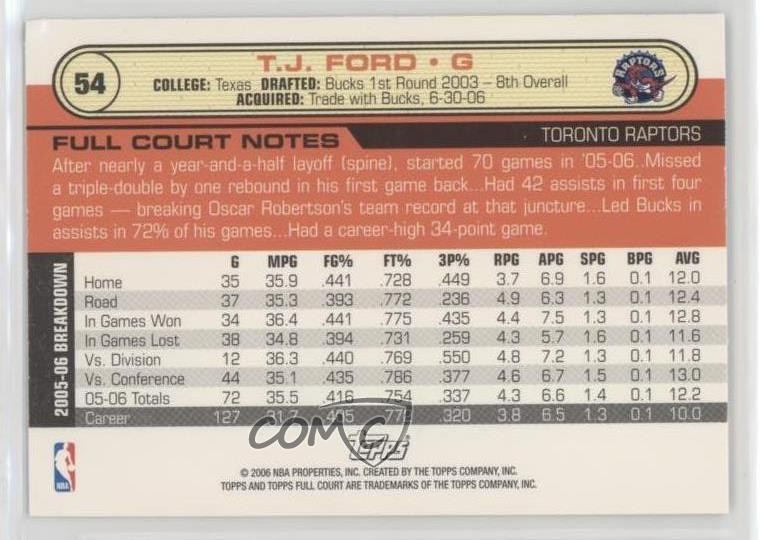 54
T.J. FORD • G
COLLEGE: Texas DRAFTED: Bucks 1st Round 2003 – 8th Overall
ACQUIRED: Trade with Bucks, 6-30-06
RAPTORS
FULL COURT NOTES
TORONTO RAPTORS
After nearly a year-and-a-half layoff (spine), started 70 games in '05-06...Missed
a triple-double by one rebound in his first game back...Had 42 assists in first four
games — breaking Oscar Robertson's team record at that juncture...Led Bucks in
assists in 72% of his games...Had a career-high 34-point game.
2005-06 BREAKDOWN
G MPG FG% FT% 3P% RPG APG SPG BPG AVG
Home 35 35.9 .441 .728 .449 3.7 6.9 1.6 0.1 12.0
Road 37 35.3 .393 .772 .236 4.9 6.3 1.3 0.1 12.4
In Games Won 34 36.4 .441 .775 .435 4.4 7.5 1.3 0.1 12.8
In Games Lost 38 34.8 .394 .731 .259 4.3 5.7 1.6 0.1 11.6
Vs. Division 12 36.3 .440 .769 .550 4.8 7.2 1.3 0.1 11.8
Vs. Conference 44 35.1 .435 .786 .377 4.6 6.7 1.5 0.1 13.0
05-06 Totals 72 35.5 .416 .754 .337 4.3 6.6 1.4 0.1 12.2
Career 127 31.7 .320 3.8 6.5 1.3 0.1 10.0
COMC
TOPPS
NBA
© 2006 NBA PROPERTIES, INC. CREATED BY THE TOPPS COMPANY, INC.
TOPPS AND TOPPS FULL COURT ARE TRADEMARKS OF THE TOPPS COMPANY, INC.